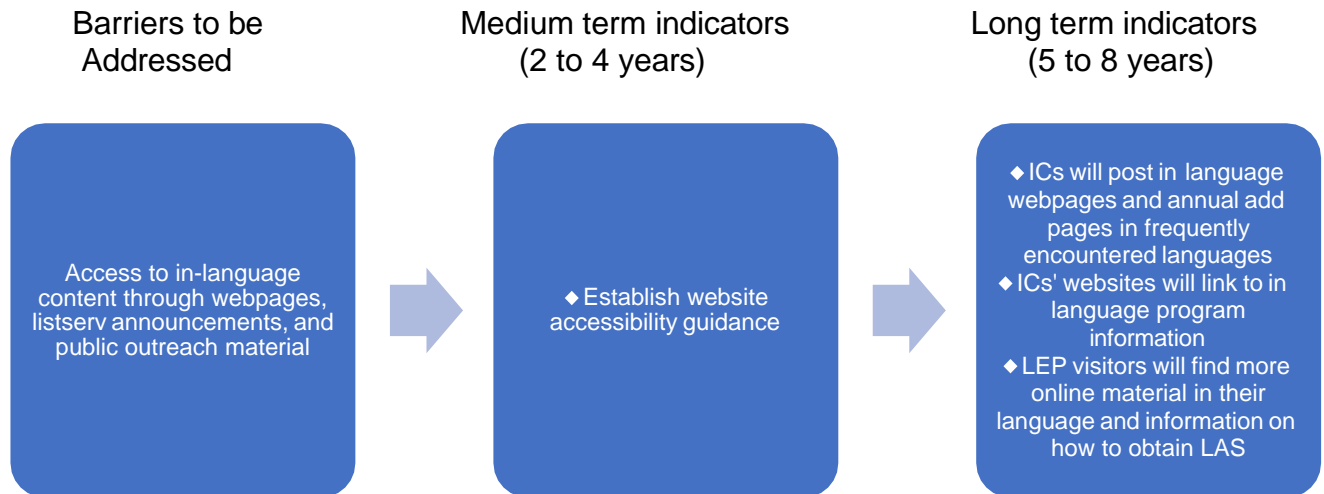 Barriers to be
Addressed
Medium term indicators
(2 to 4 years)
Long term indicators
(5 to 8 years)
Access to in-language
content through webpages,
listserv announcements, and
public outreach material
◆Establish website
accessibility guidance
◆ICs will post in language
webpages and annual add
pages in frequently
encountered languages
◆ICs' websites will link to in
language program
information
◆LEP visitors will find more
online material in their
language and information on
how to obtain LAS